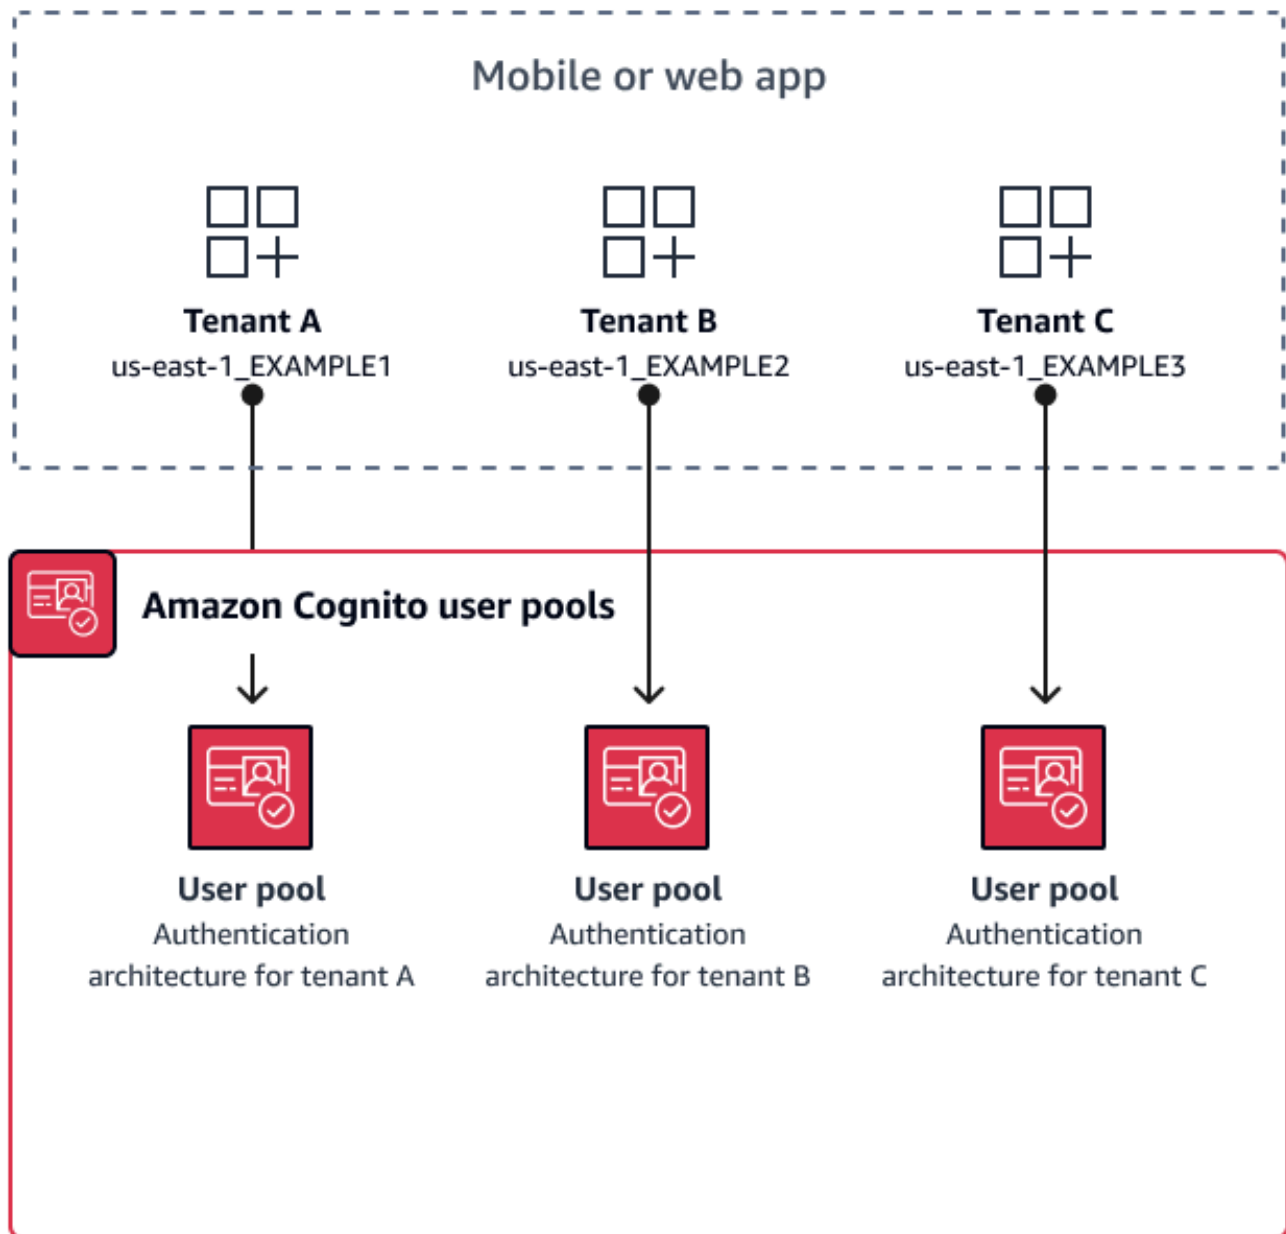 Mobile or web app
Tenant A
us-east-1_EXAMPLE1
Tenant B
us-east-1_EXAMPLE2
Tenant C
us-east-1_EXAMPLE3
Amazon Cognito user pools
User pool
Authentication
architecture for tenant A
User pool
Authentication
architecture for tenant B
User pool
Authentication
architecture for tenant C